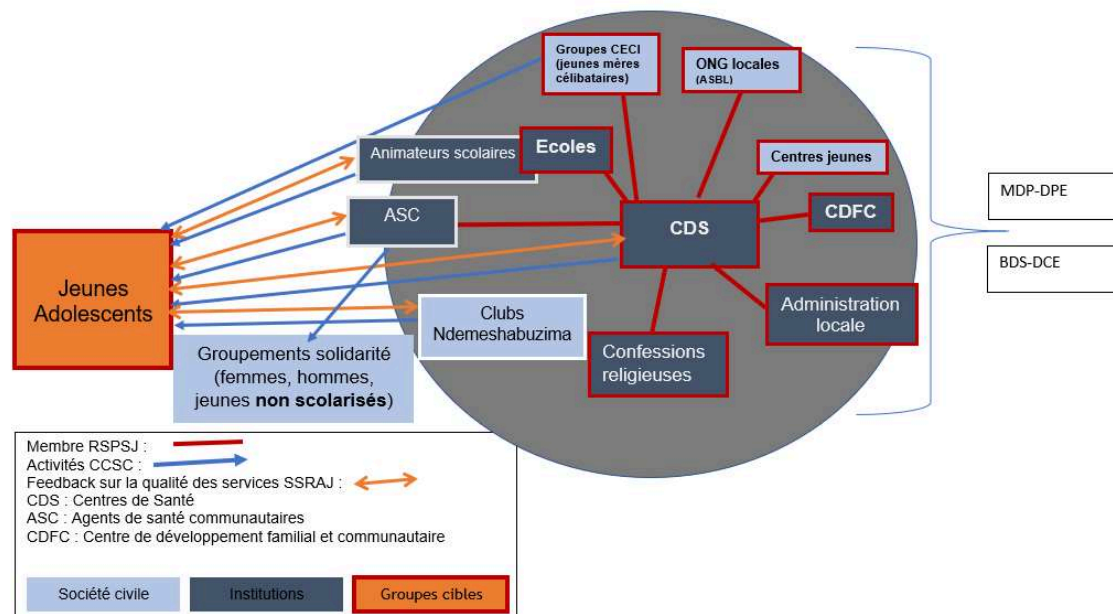 Groupes CECI
(jeunes mères
célibataires)
ONG locales
(ASBL)
Animateurs scolaires
Ecoles
Centres jeunes
MDP-DPE
ASC
CDS
CDFC
BDS-DCE
Jeunes
Adolescents
Clubs
Ndemeshabuzima
Administration
locale
Groupements solidarité
(femmes, hommes,
jeunes non scolarisés)
Confessions
religieuses
Membre RSPSJ :
Activités CCSC :
Feedback sur la qualité des services SSRAJ :
CDS : Centres de Santé
ASC : Agents de santé communautaires
CDFC : Centre de développement familial et communautaire
Société civile
Institutions
Groupes cibles